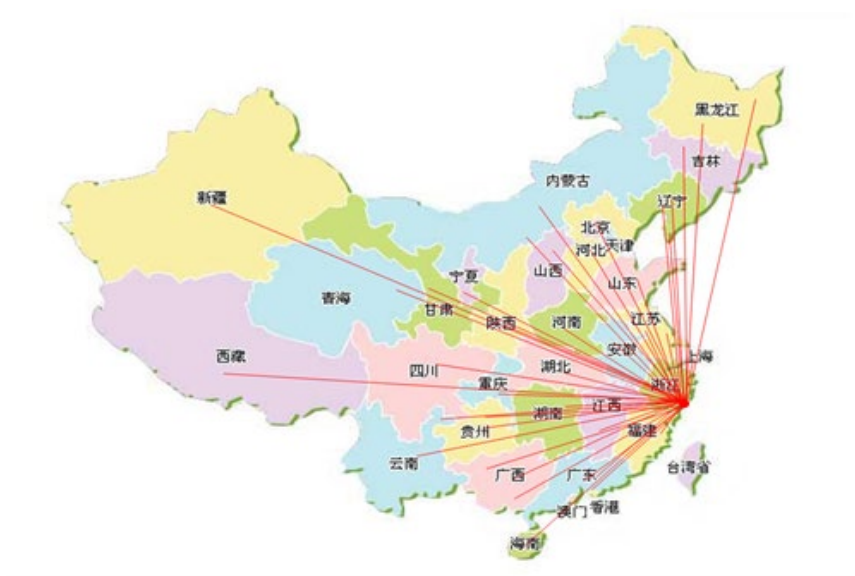 黑龙江
吉林
内蒙古
新疆
辽宁
北京
天津
河北
山西
宁夏
山东
青海
甘肃
陕西
河南
江苏
安徽
上海
西藏
四川
湖北
重庆
浙江
江西
湖南
贵州
福建
云南
广西
广东
台湾省
澳门
香港
海南